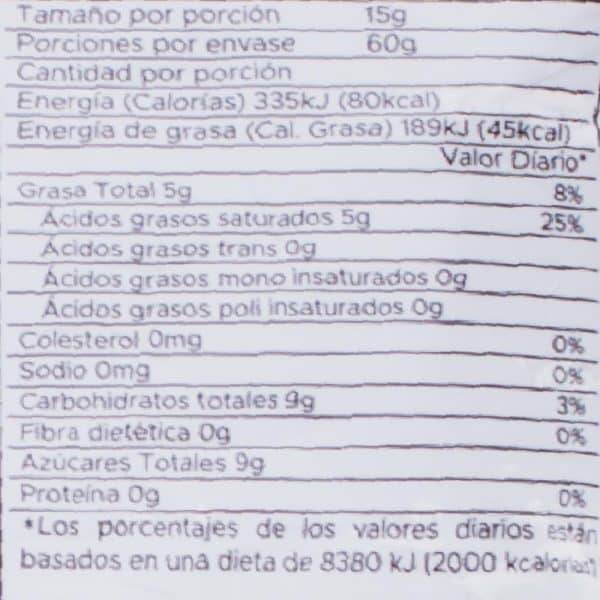 Tamaño por porción 15g
Porciones por envase 60g
Cantidad por porción
Energía (Calorías) 335kJ (80kcal)
Energía de grasa (Cal. Grasa) 189kJ (45kcal)
Valor Diario*
Grasa Total 5g 8%
Ácidos grasos saturados 5g 25%
Ácidos grasos trans 0g
Ácidos grasos mono insaturados 0g
Ácidos grasos poli insaturados 0g
Colesterol 0mg 0%
Sodio 0mg 0%
Carbohidratos totales 9g 3%
Fibra dietética 0g 0%
Azúcares Totales 9g
Proteína 0g 0%
*Los porcentajes de los valores diarios están
basados en una dieta de 8380 kJ (2000 kcalorías)